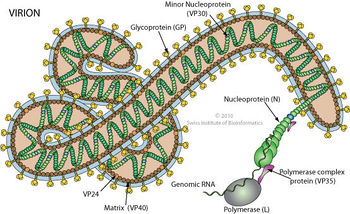 VIRION
Minor Nucleoprotein
(VP30)
Glycoprotein (GP)
Nucleoprotein (N)
© 2010
Swiss Institute of Bioinformatics
Polymerase complex
protein (VP35)
Genomic RNA
VP24
Matrix (VP40)
Polymerase (L)